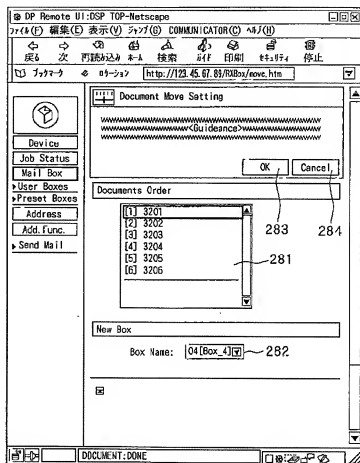 DP Remote UI:DSP TOP-Netscape
ファイル(F) 編集(E) 表示(V) ジャンプ(G) COMMUNICATOR(C) ヘルプ(H)
戻る 次 再読み込み ホーム 検索 ガイド 印刷 セキュリティ 停止
ブックマーク ロケーション http://123.45.67.89/RXBox/move.htm
Document Move Setting
<Guideance>
OK Cancel
283 284
Device
Job Status
Mail Box
User Boxes
Preset Boxes
Address
Add.Func.
Send Mail
Documents Order
[1] 3201
[2] 3202
[3] 3203
[4] 3204
[5] 3205
[6] 3206
281
New Box
Box Name: 04[Box_4] 282
DOCUMENT:DONE